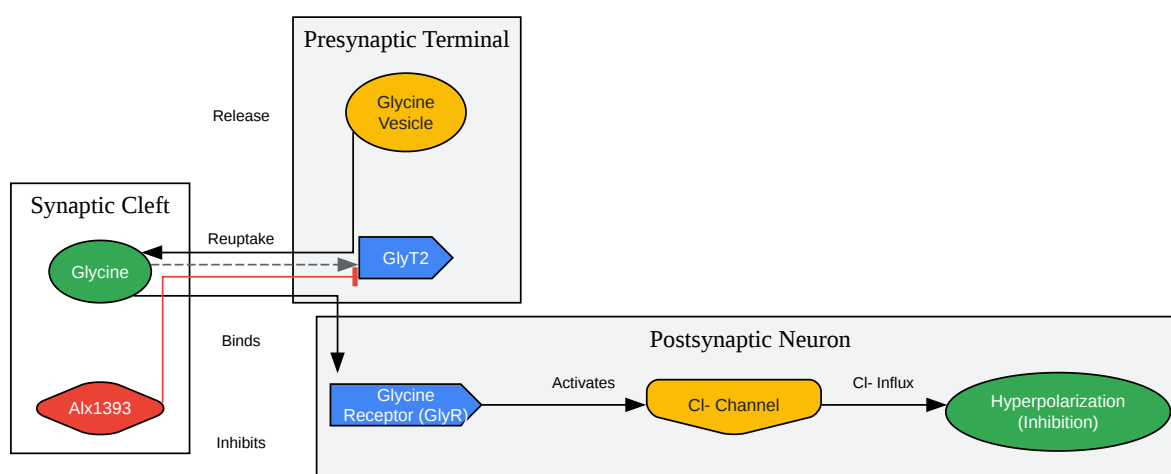 Presynaptic Terminal
Glycine
Vesicle
Release
Synaptic Cleft
Reuptake
GlyT2
Glycine
Binds
Postsynaptic Neuron
Alx1393
Glycine
Receptor (GlyR)
Activates
Cl- Channel
Cl- Influx
Hyperpolarization
(Inhibition)
Inhibits